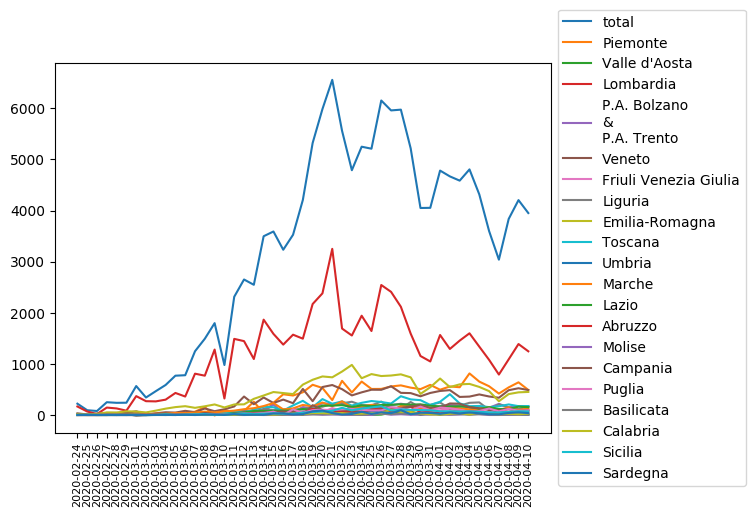 6000
5000
4000
3000
2000
1000
0
2020-02-24
2020-02-25
2020-02-26
2020-02-27
2020-02-28
2020-02-29
2020-03-01
2020-03-02
2020-03-03
2020-03-04
2020-03-05
2020-03-06
2020-03-07
2020-03-08
2020-03-09
2020-03-10
2020-03-11
2020-03-12
2020-03-13
2020-03-14
2020-03-15
2020-03-16
2020-03-17
2020-03-18
2020-03-19
2020-03-20
2020-03-21
2020-03-22
2020-03-23
2020-03-24
2020-03-25
2020-03-26
2020-03-27
2020-03-28
2020-03-29
2020-03-30
2020-03-31
2020-04-01
2020-04-02
2020-04-03
2020-04-04
2020-04-05
2020-04-06
2020-04-07
2020-04-08
2020-04-09
2020-04-10
total
Piemonte
Valle d'Aosta
Lombardia
P.A. Bolzano
&
P.A. Trento
Veneto
Friuli Venezia Giulia
Liguria
Emilia-Romagna
Toscana
Umbria
Marche
Lazio
Abruzzo
Molise
Campania
Puglia
Basilicata
Calabria
Sicilia
Sardegna